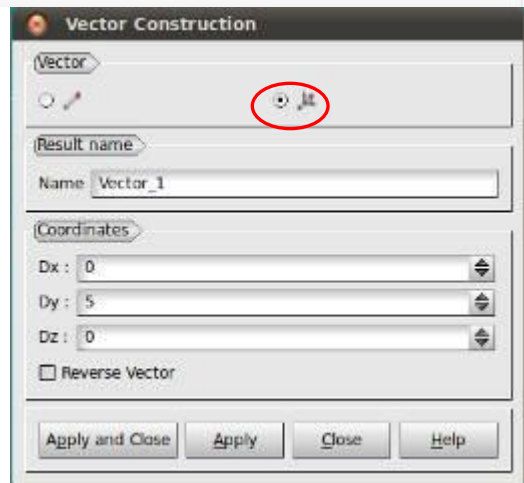 Vector Construction
Vector
Result name
Name Vector_1
Coordinates
Dx : 0
Dy : 5
Dz : 0
Reverse Vector
Apply and Close Apply Close Help